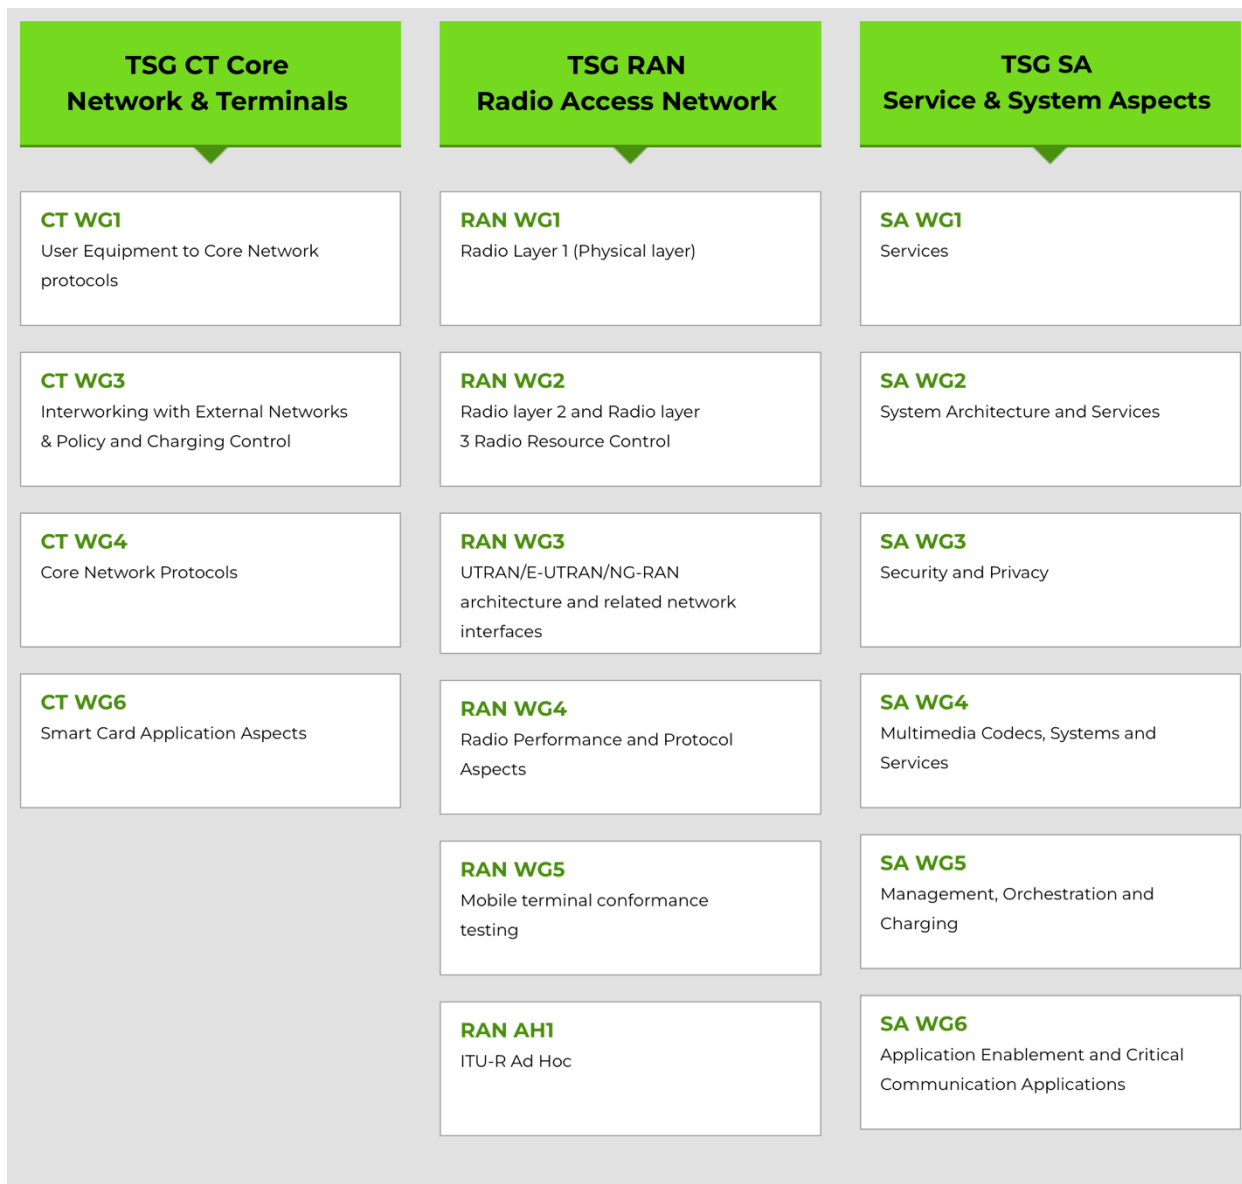 TSG CT Core
Network & Terminals
CT WG1
User Equipment to Core Network
protocols
CT WG3
Interworking with External Networks
& Policy and Charging Control
CT WG4
Core Network Protocols
CT WG6
Smart Card Application Aspects
TSG RAN
Radio Access Network
RAN WG1
Radio Layer 1 (Physical layer)
RAN WG2
Radio layer 2 and Radio layer
3 Radio Resource Control
RAN WG3
UTRAN/E-UTRAN/NG-RAN
architecture and related network
interfaces
RAN WG4
Radio Performance and Protocol
Aspects
RAN WG5
Mobile terminal conformance
testing
RAN AH1
ITU-R Ad Hoc
TSG SA
Service & System Aspects
SA WG1
Services
SA WG2
System Architecture and Services
SA WG3
Security and Privacy
SA WG4
Multimedia Codecs, Systems and
Services
SA WG5
Management, Orchestration and
Charging
SA WG6
Application Enablement and Critical
Communication Applications